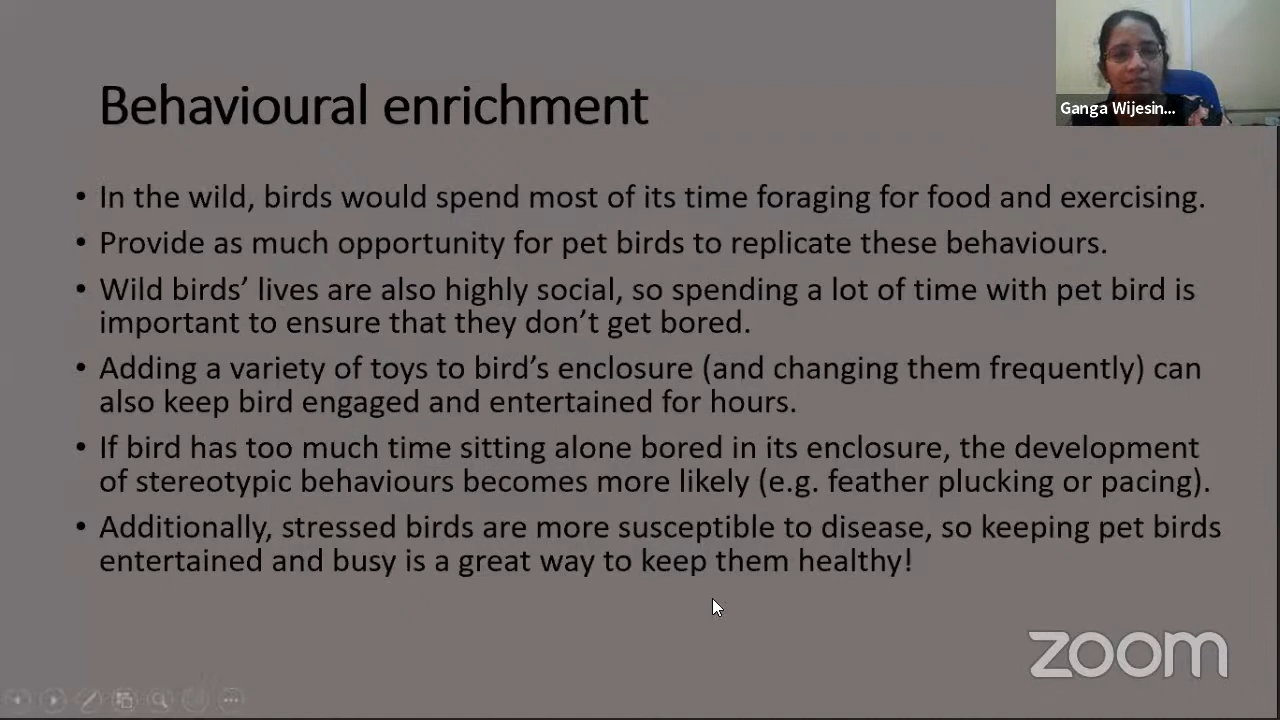 Behavioural enrichment
Ganga Wijesin...
• In the wild, birds would spend most of its time foraging for food and exercising.
• Provide as much opportunity for pet birds to replicate these behaviours.
• Wild birds’ lives are also highly social, so spending a lot of time with pet bird is
important to ensure that they don’t get bored.
• Adding a variety of toys to bird’s enclosure (and changing them frequently) can
also keep bird engaged and entertained for hours.
• If bird has too much time sitting alone bored in its enclosure, the development
of stereotypic behaviours becomes more likely (e.g. feather plucking or pacing).
• Additionally, stressed birds are more susceptible to disease, so keeping pet birds
entertained and busy is a great way to keep them healthy!
zoom